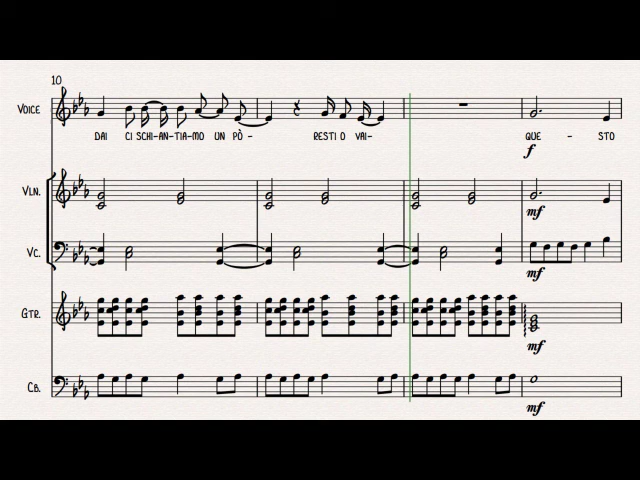 10
VOICE
DAI CI SCHI-AN-TIA-MO UN PÒ - RESTI O VAI- QUE - STO
f
VLN.
mf
VC.
mf
GTR.
mf
CB.
mf